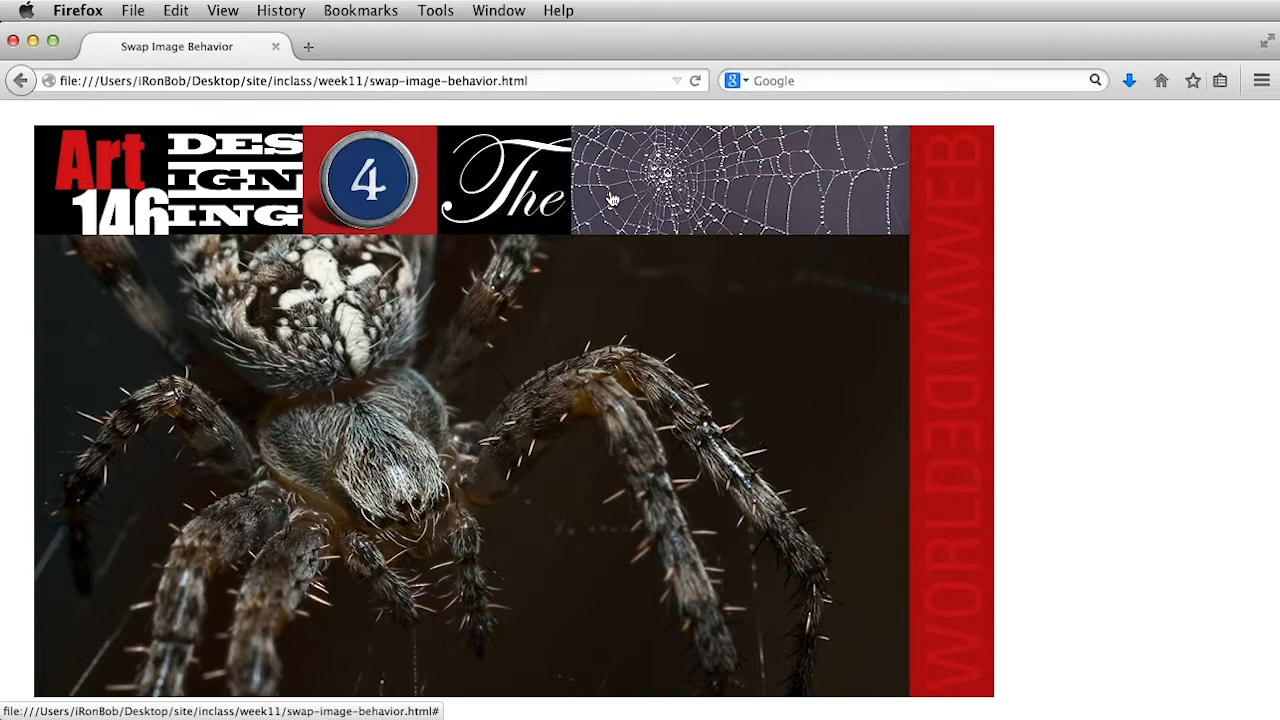 Firefox File Edit View History Bookmarks Tools Window Help
Swap Image Behavior
file:///Users/iRonBob/Desktop/site/inclass/week11/swap-image-behavior.html
Google
Art
146
DES
IGN
ING
4
The
WORLDEDIAWEB
file:///Users/iRonBob/Desktop/site/inclass/week11/swap-image-behavior.html#